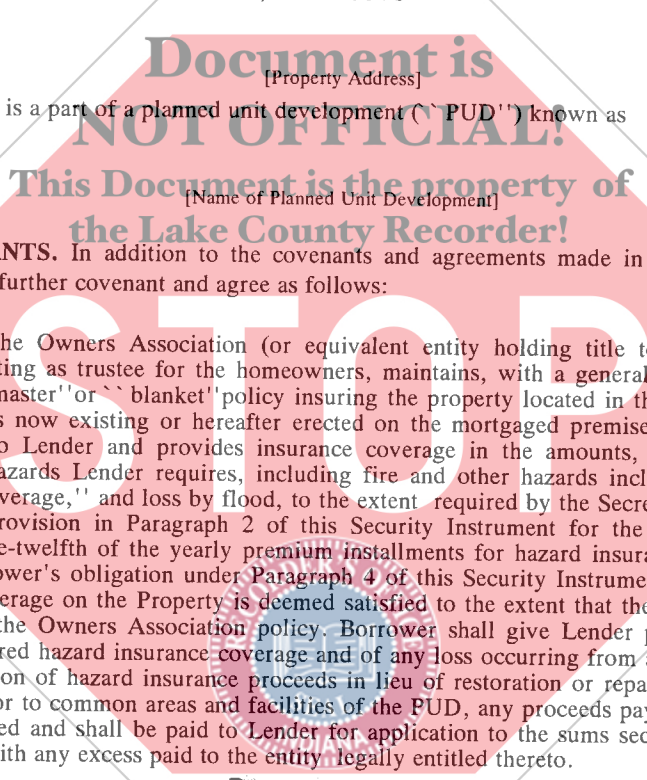 Document is
[Property Address]
is a part of a planned unit development (``PUD'') known as
NOT OFFICIAL!
This Document is the property of
[Name of Planned Unit Development]
the Lake County Recorder!
ANTS. In addition to the covenants and agreements made in
further covenant and agree as follows:
STOP
he Owners Association (or equivalent entity holding title t
ting as trustee for the homeowners, maintains, with a general
naster''or ``blanket''policy insuring the property located in th
s now existing or hereafter erected on the mortgaged premise
o Lender and provides insurance coverage in the amounts,
azards Lender requires, including fire and other hazards incl
verage,'' and loss by flood, to the extent required by the Secre
rovision in Paragraph 2 of this Security Instrument for the
e-twelfth of the yearly premium installments for hazard insura
ower's obligation under Paragraph 4 of this Security Instrume
erage on the Property is deemed satisfied to the extent that the
the Owners Association policy. Borrower shall give Lender p
red hazard insurance coverage and of any loss occurring from a
ion of hazard insurance proceeds in lieu of restoration or repa
or to common areas and facilities of the PUD, any proceeds pay
ed and shall be paid to Lender for application to the sums sec
ith any excess paid to the entity legally entitled thereto.
RECORDER'S OFFICE
SEAL
INDIANA